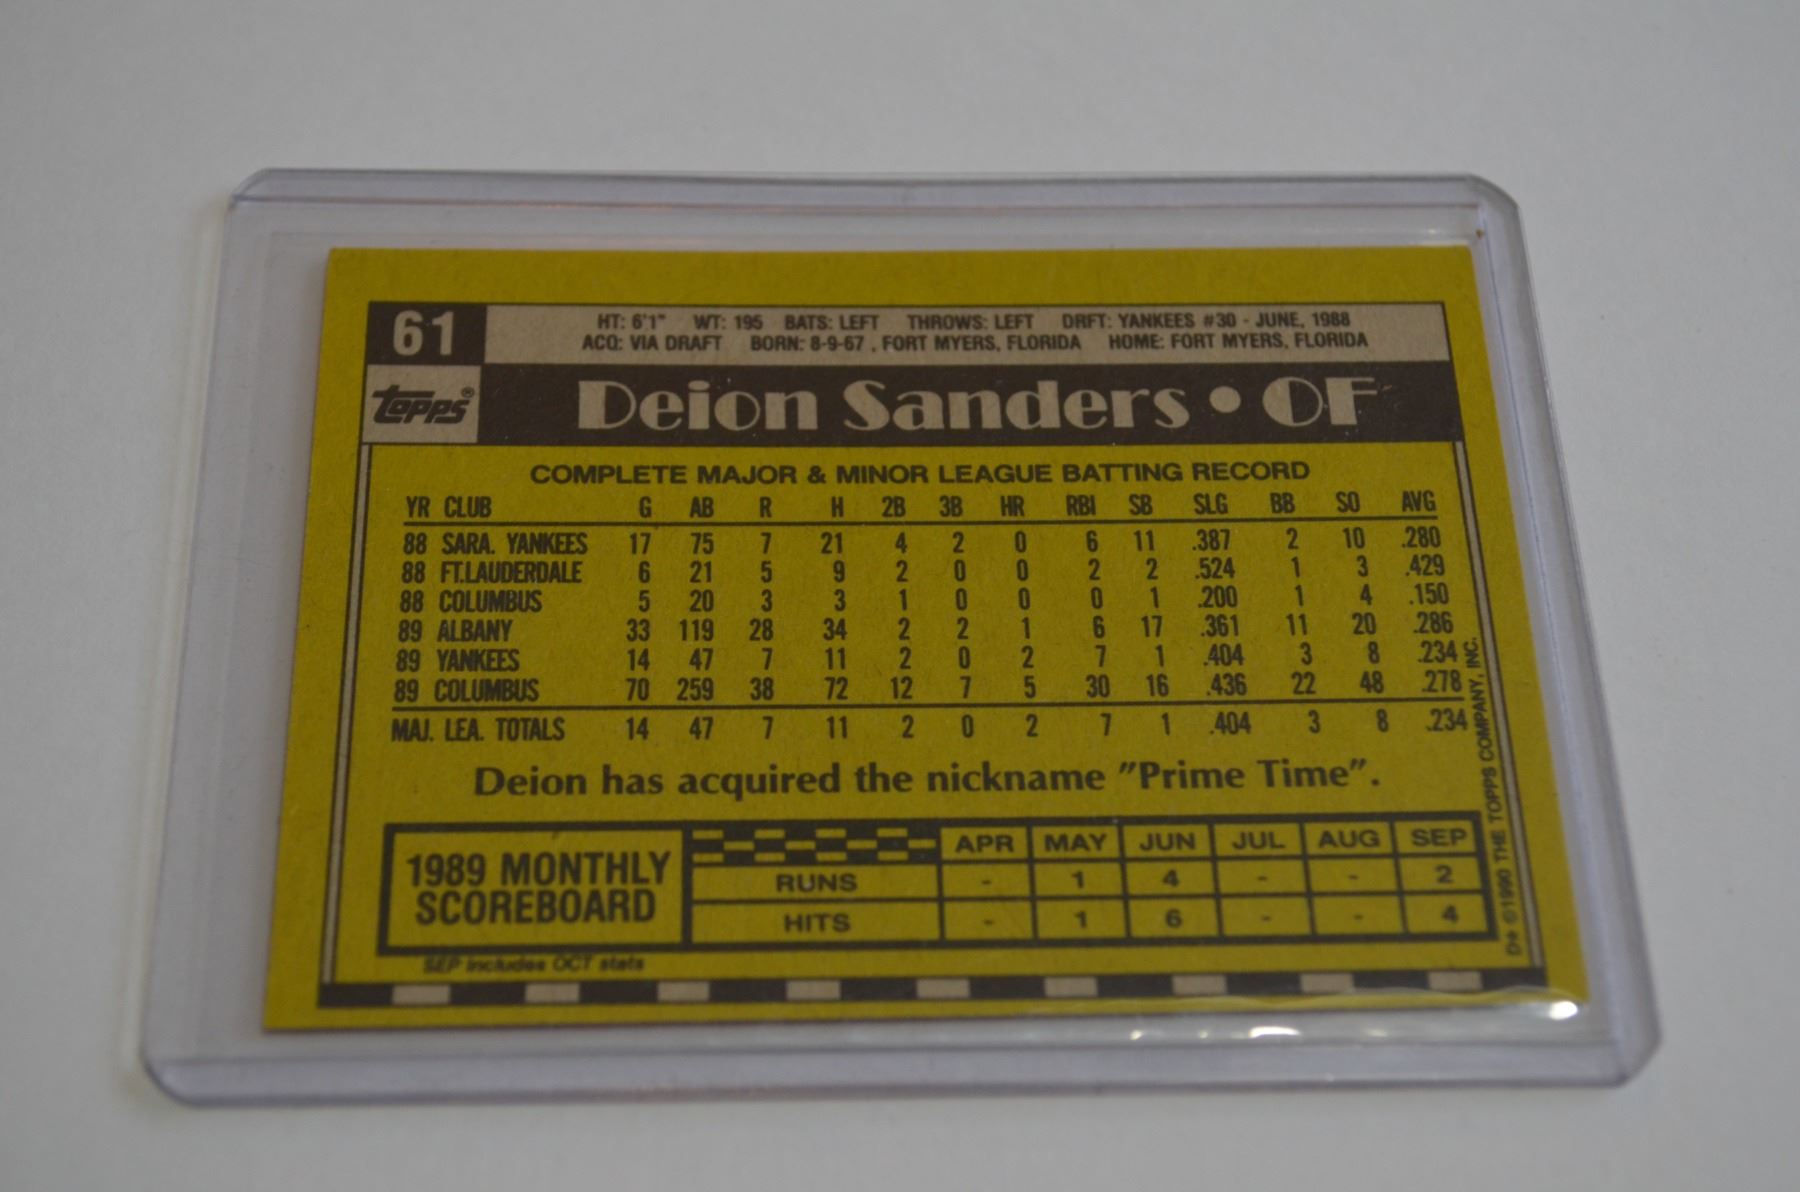 61
HT: 6'1" WT: 195 BATS: LEFT THROWS: LEFT DRFT: YANKEES #30 - JUNE, 1988
ACQ: VIA DRAFT BORN: 8-9-67 , FORT MYERS, FLORIDA HOME: FORT MYERS, FLORIDA
topps®
Deion Sanders • OF
COMPLETE MAJOR & MINOR LEAGUE BATTING RECORD
YR CLUB G AB R H 2B 3B HR RBI SB SLG BB SO AVG
88 SARA. YANKEES 17 75 7 21 4 2 0 6 11 .387 2 10 .280
88 FT.LAUDERDALE 6 21 5 9 2 0 0 2 2 .524 1 3 .429
88 COLUMBUS 5 20 3 3 1 0 0 0 1 .200 1 4 .150
89 ALBANY 33 119 28 34 2 2 1 6 17 .361 11 20 .286
89 YANKEES 14 47 7 11 2 0 2 7 1 .404 3 8 .234
89 COLUMBUS 70 259 38 72 12 7 5 30 16 .436 22 48 .278
MAJ. LEA. TOTALS 14 47 7 11 2 0 2 7 1 .404 3 8 .234
Deion has acquired the nickname "Prime Time".
1989 MONTHLY
SCOREBOARD
APR MAY JUN JUL AUG SEP
RUNS - 1 4 - - 2
HITS - 1 6 - - 4
SEP includes OCT stats
D* ©1990 THE TOPPS COMPANY, INC.